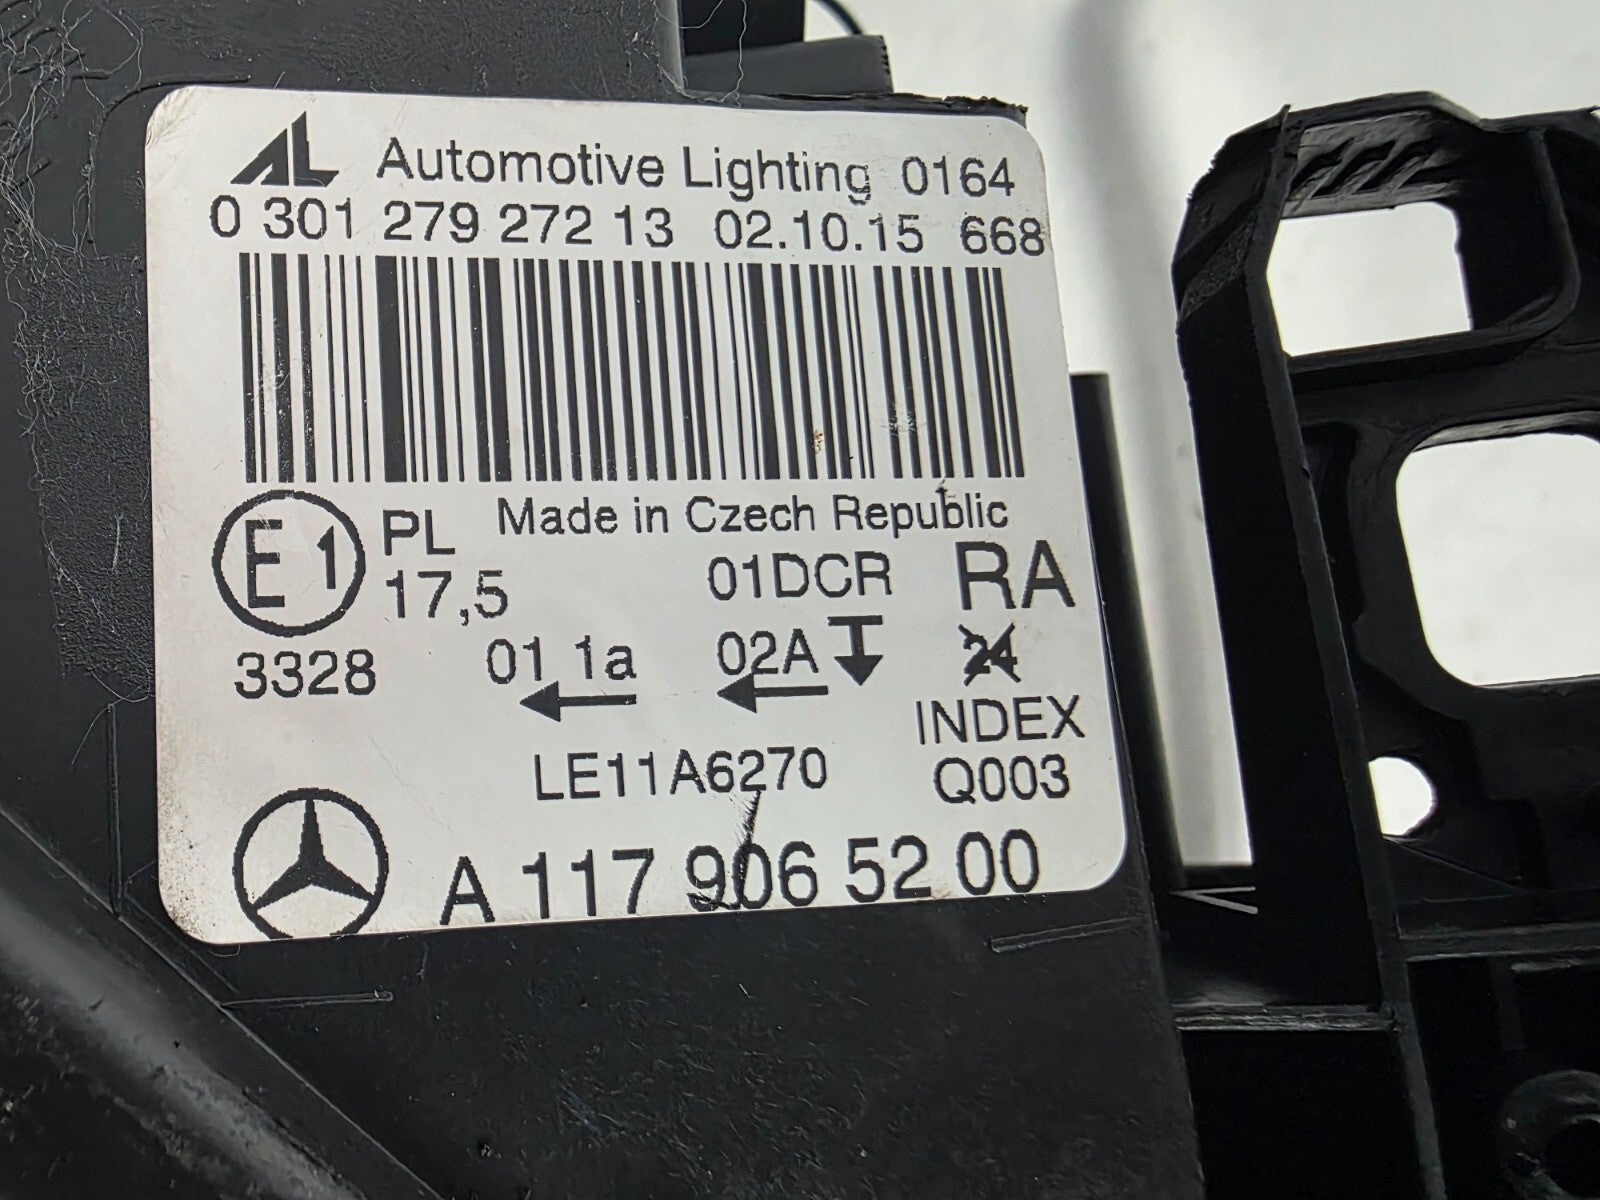 AL Automotive Lighting 0164
0 301 279 272 13 02.10.15 668
Made in Czech Republic
E1 PL 17,5 01DCR RA
3328 01 1a 02A 24
INDEX
LE11A6270 Q003
A 117 906 52 00